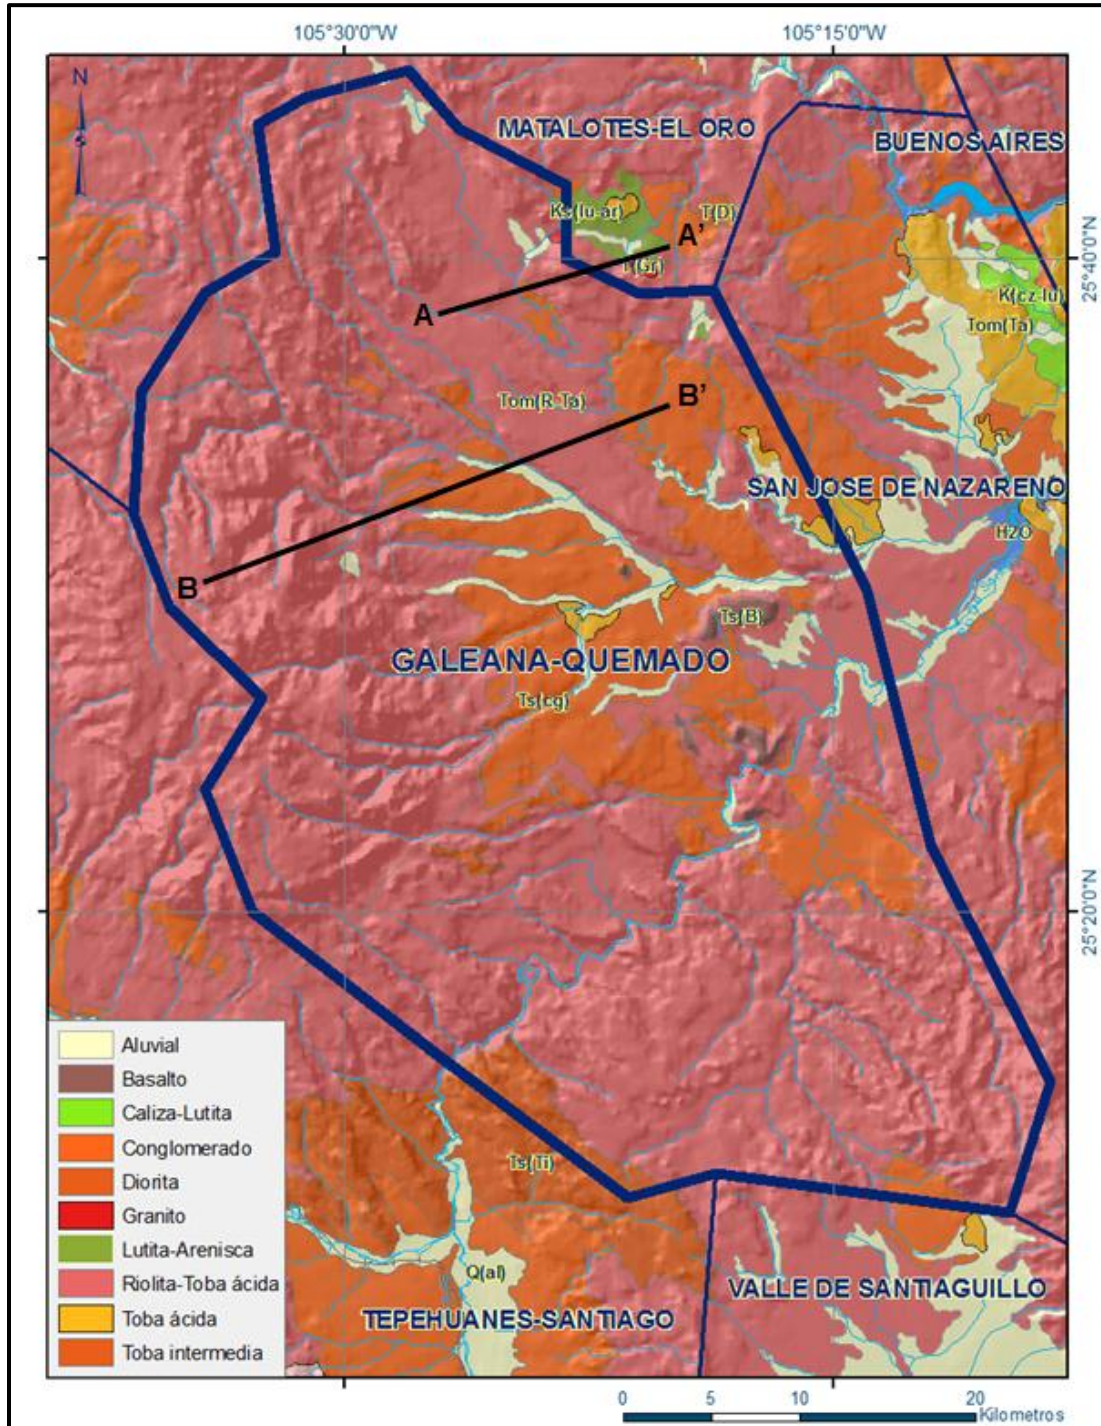 105°30'0"W
105°15'0"W
N
MATALOTES-EL ORO
BUENOS AIRES
Ks(lu-ar)
T(D)
A'
T(Gr)
25°40'0"N
K(cz-lu)
A
Tom(Ta)
B'
Tom(R-Ta)
SAN JOSE DE NAZARENO
H2O
B
Ts(B)
GALEANA-QUEMADO
Ts(cg)
25°20'0"N
Aluvial
Basalto
Caliza-Lutita
Conglomerado
Diorita
Granito
Lutita-Arenisca
Riolita-Toba ácida
Toba ácida
Toba intermedia
Ts(Ti)
Q(al)
VALLE DE SANTIAGUILLO
TEPEHUANES-SANTIAGO
0 5 10 20
Kilometros